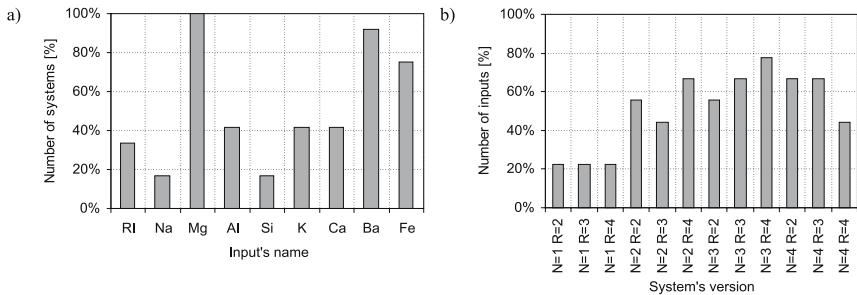 a)
Number of systems [%]
100%
80%
60%
40%
20%
0%
RI Na Mg Al Si K Ca Ba Fe
Input's name
b)
Number of inputs [%]
100%
80%
60%
40%
20%
0%
N=1 R=2
N=1 R=3
N=1 R=4
N=2 R=2
N=2 R=3
N=2 R=4
N=3 R=2
N=3 R=3
N=3 R=4
N=4 R=2
N=4 R=3
N=4 R=4
System's version